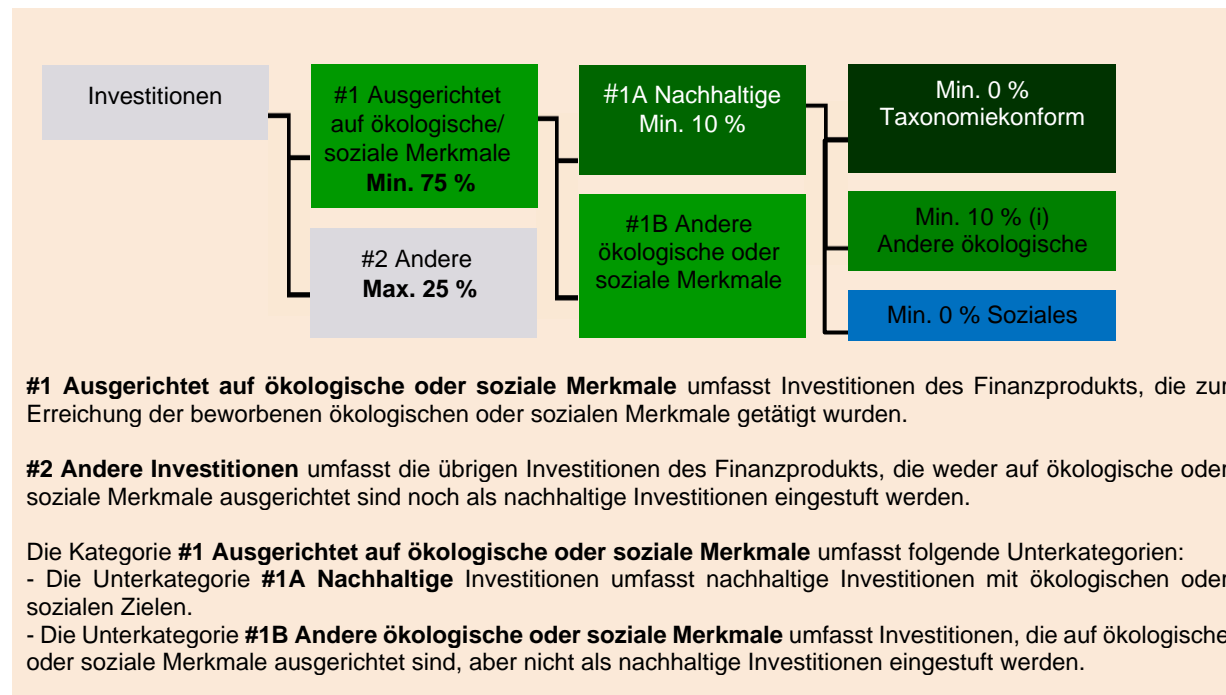 Investitionen
#1 Ausgerichtet
auf ökologische/
soziale Merkmale
Min. 75 %
#2 Andere
Max. 25 %
#1A Nachhaltige
Min. 10 %
#1B Andere
ökologische oder
soziale Merkmale
Min. 0 %
Taxonomiekonform
Min. 10 % (i)
Andere ökologische
Min. 0 % Soziales
#1 Ausgerichtet auf ökologische oder soziale Merkmale umfasst Investitionen des Finanzprodukts, die zur
Erreichung der beworbenen ökologischen oder sozialen Merkmale getätigt wurden.
#2 Andere Investitionen umfasst die übrigen Investitionen des Finanzprodukts, die weder auf ökologische oder
soziale Merkmale ausgerichtet sind noch als nachhaltige Investitionen eingestuft werden.
Die Kategorie #1 Ausgerichtet auf ökologische oder soziale Merkmale umfasst folgende Unterkategorien:
- Die Unterkategorie #1A Nachhaltige Investitionen umfasst nachhaltige Investitionen mit ökologischen oder
sozialen Zielen.
- Die Unterkategorie #1B Andere ökologische oder soziale Merkmale umfasst Investitionen, die auf ökologische
oder soziale Merkmale ausgerichtet sind, aber nicht als nachhaltige Investitionen eingestuft werden.